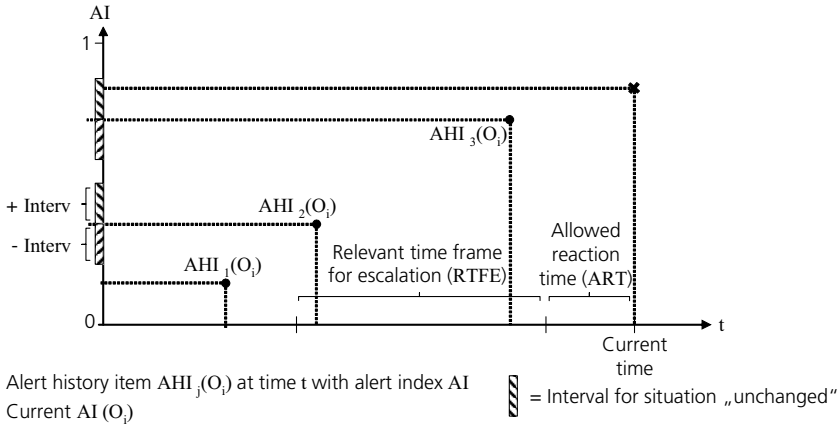 AI
1
AHI 3(Oi)
+ Interv
- Interv
AHI 2(Oi)
AHI 1(Oi)
Relevant time frame
for escalation (RTFE)
Allowed
reaction
time (ART)
0
t
Current
time
Alert history item AHI j(Oi) at time t with alert index AI
Current AI (Oi)
= Interval for situation „unchanged“